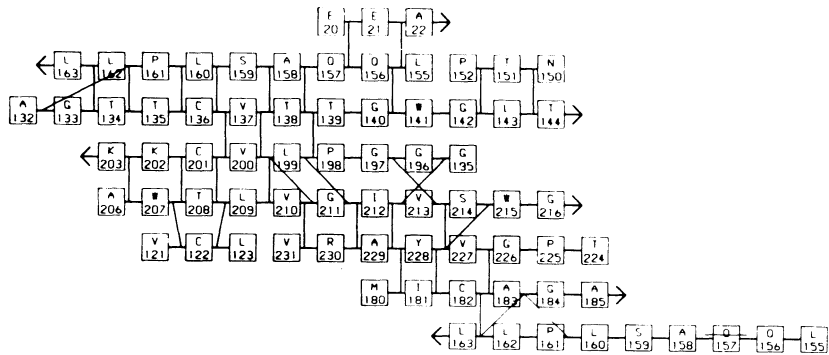 F E A
20 21 22
L L P L S A Q Q L P T N
163 162 161 160 159 158 157 156 155 152 151 150
A G T T C V T T G W G L T
132 133 134 135 136 137 138 139 140 141 142 143 144
K K C V L P G G G
203 202 201 200 199 198 197 196 135
A W T L V G I V S W G
206 207 208 209 210 211 212 213 214 215 216
V C L V R A Y V G P T
121 122 123 231 230 229 228 227 226 225 224
M I C A G A
180 181 182 183 184 185
L L P L S A Q Q L
163 162 161 160 159 158 157 156 155